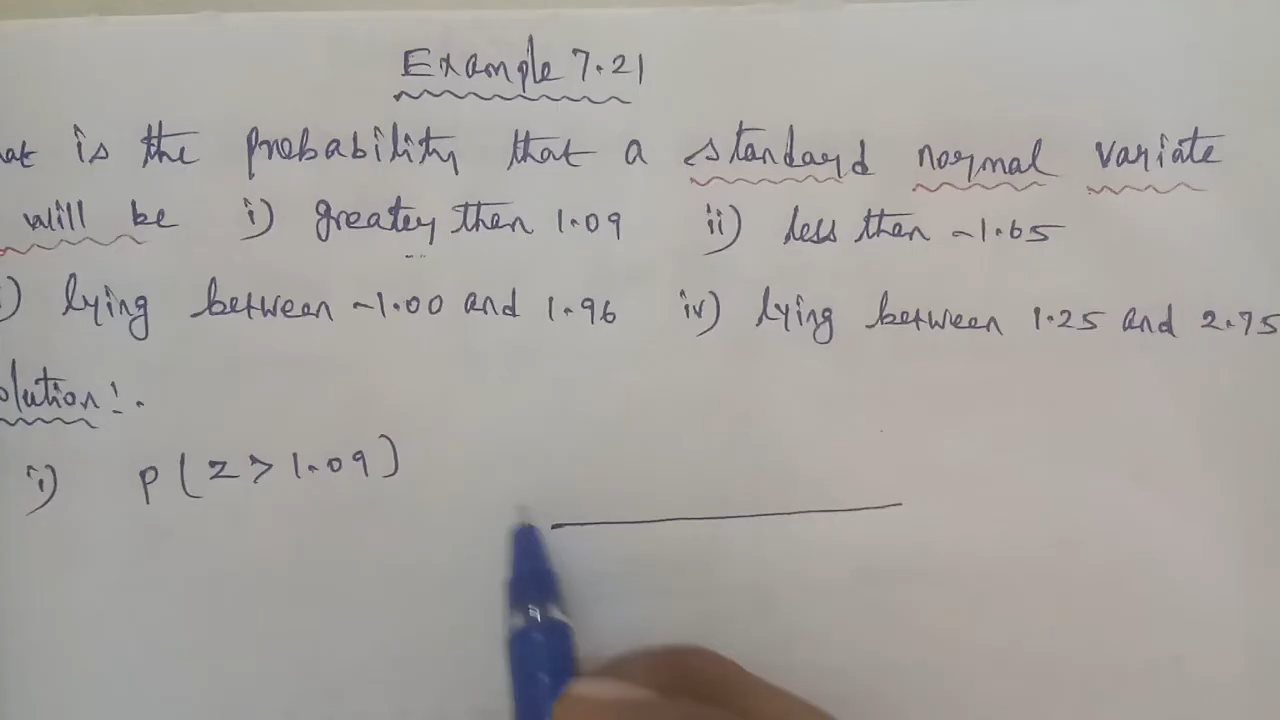 Example 7.21
at is the probability that a standard normal variate
will be i) greater then 1.09 ii) less then -1.65
) lying between -1.00 and 1.96 iv) lying between 1.25 and 2.75
olution:.
i) P(Z > 1.09)